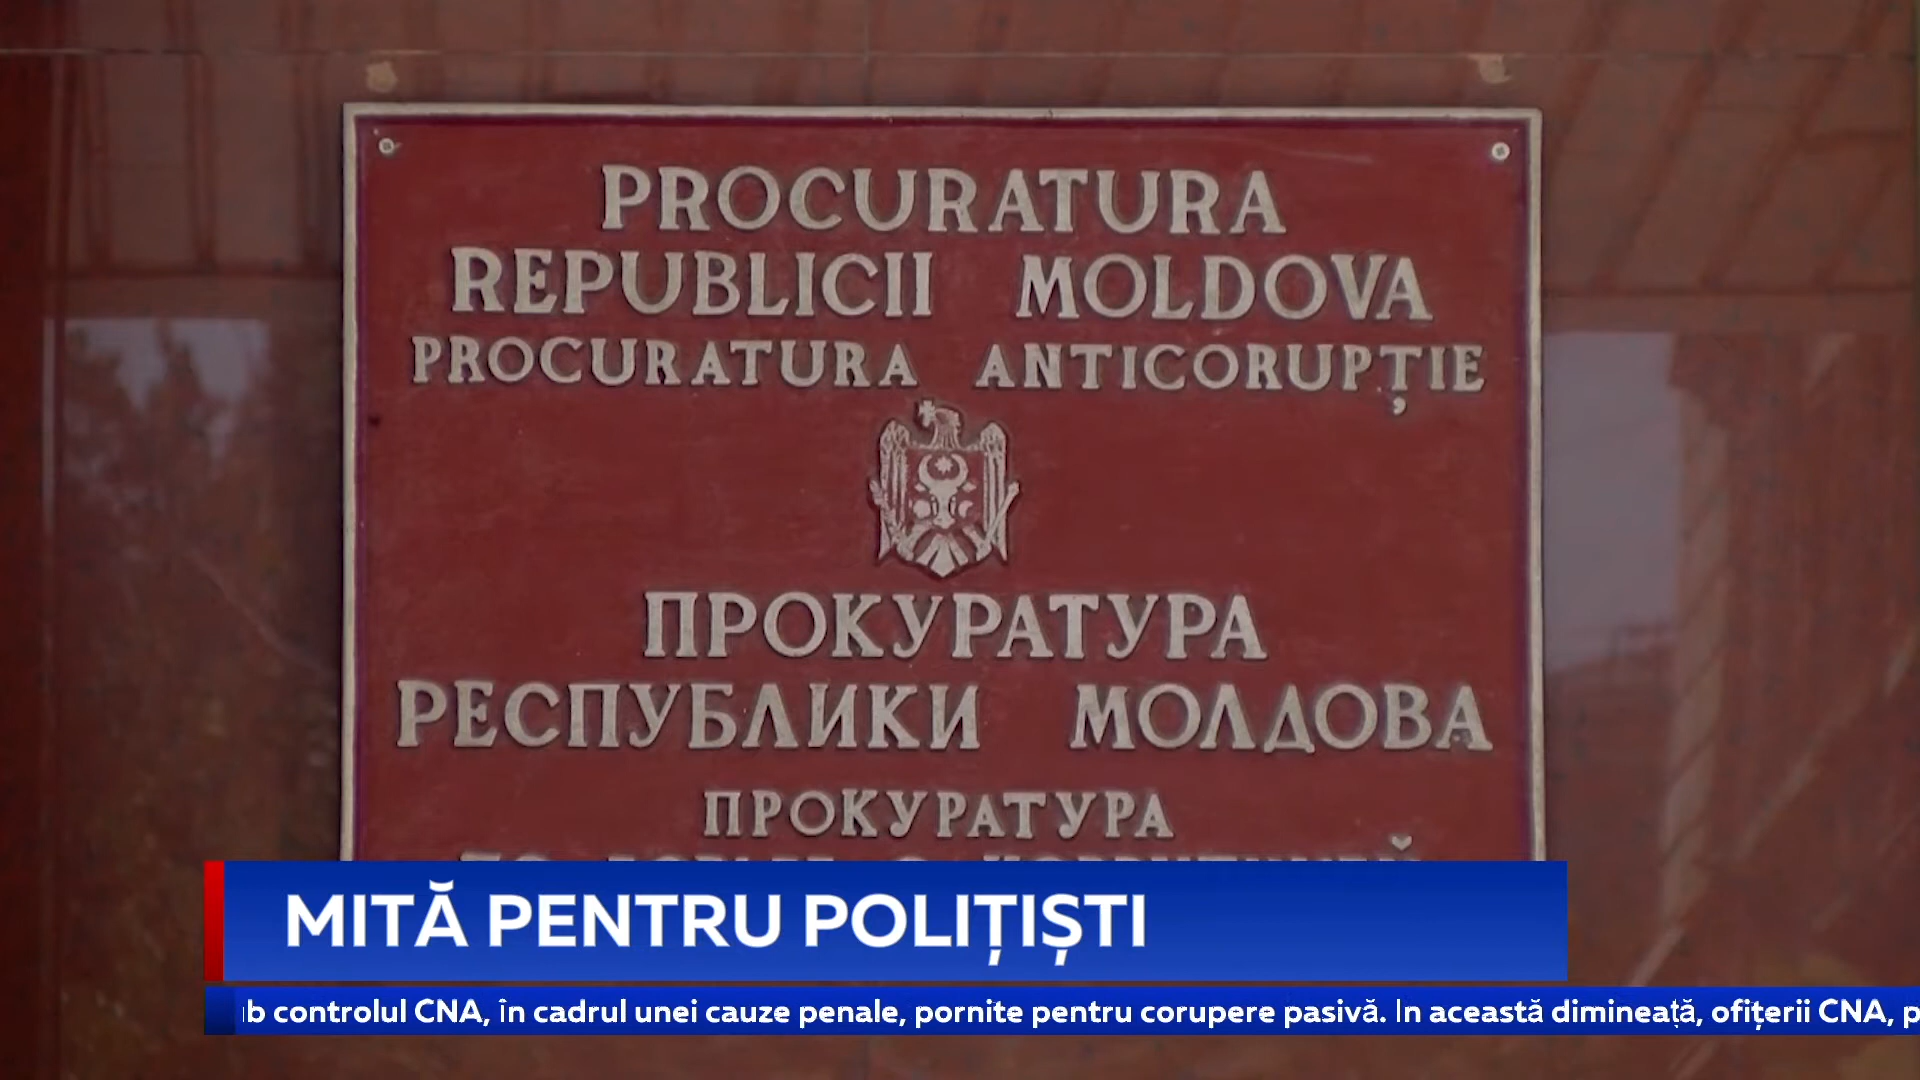 PROCURATURA
REPUBLICII MOLDOVA
PROCURATURA ANTICORUPȚIE
ПРОКУРАТУРА
РЕСПУБЛИКИ МОЛДОВА
ПРОКУРАТУРА
MITĂ PENTRU POLIȚIȘTI
controlul CNA, în cadrul unei cauze penale, pornite pentru corupere pasivă. In această dimineață, ofițerii CNA,